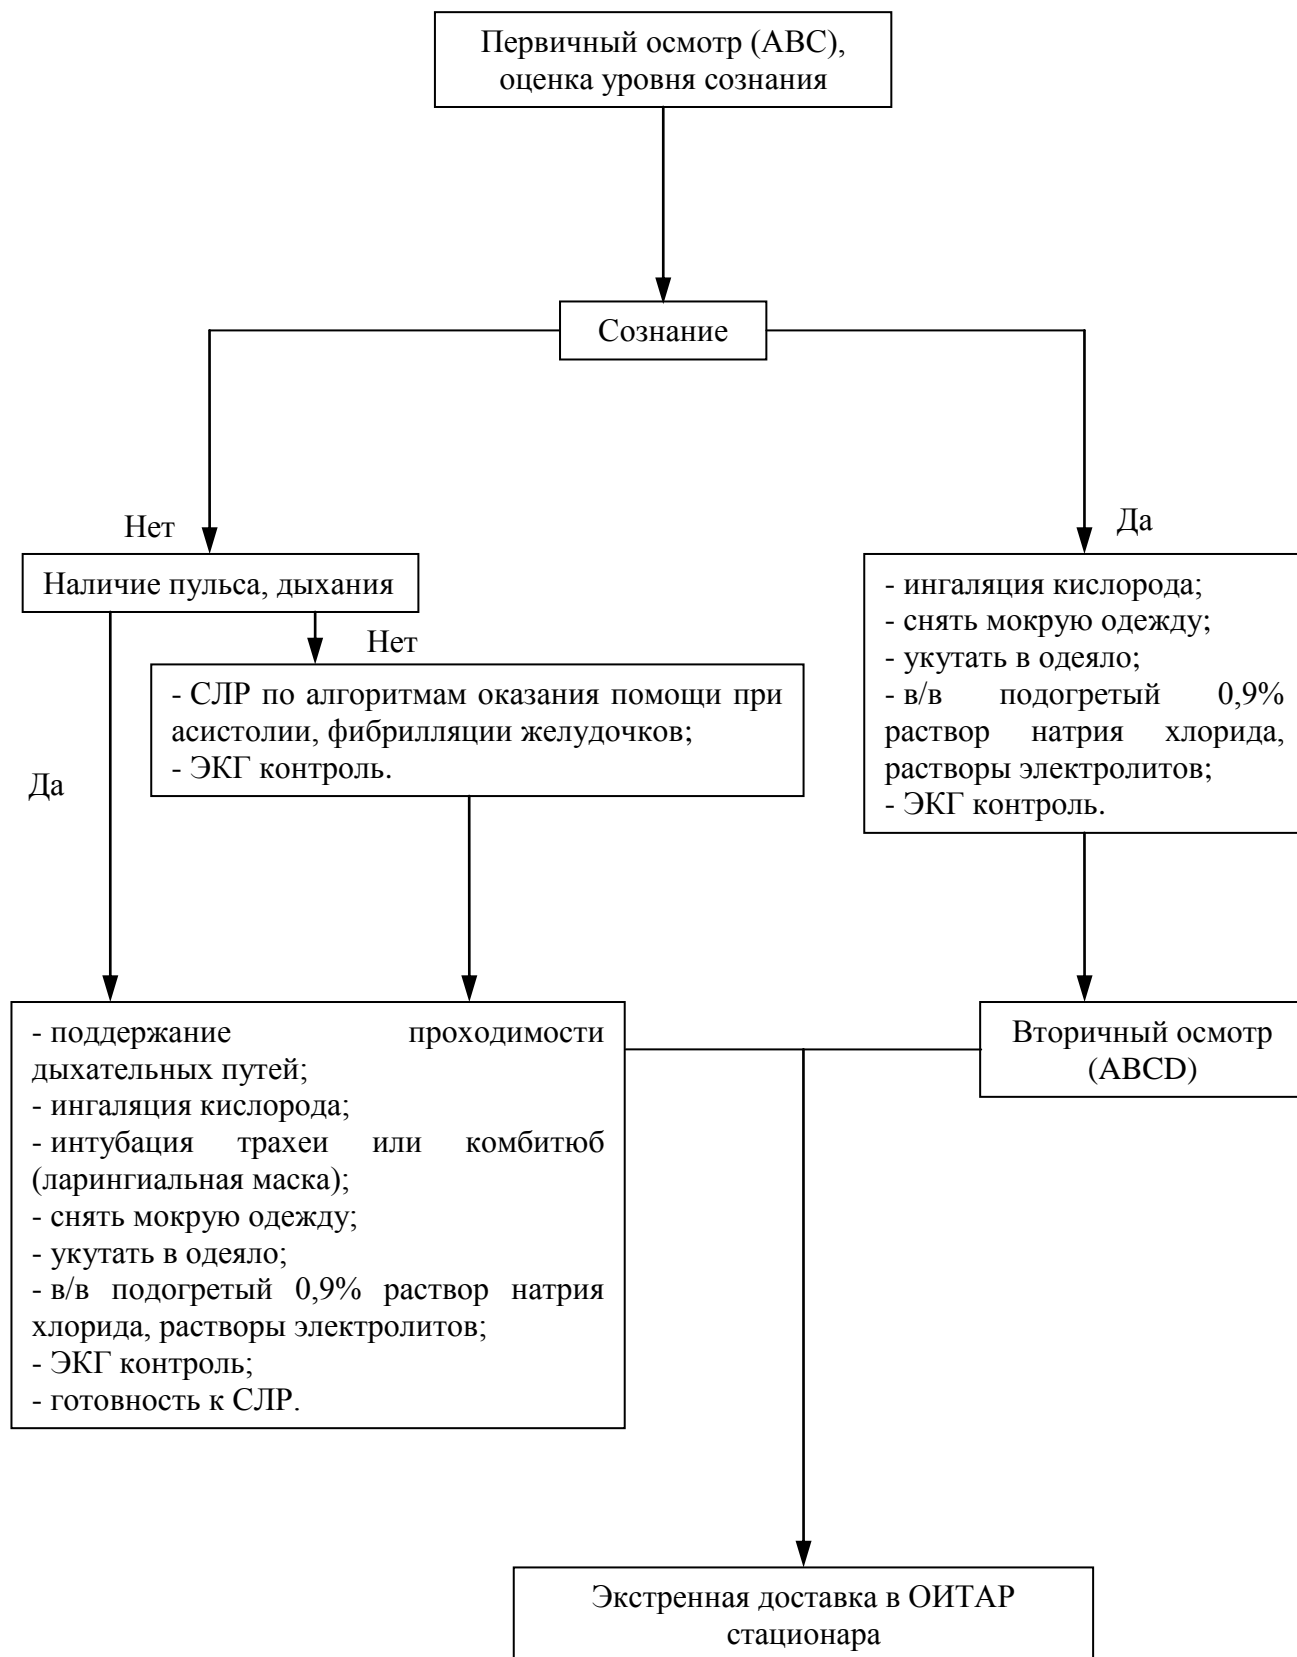 Первичный осмотр (ABC),
оценка уровня сознания
Сознание
Нет
Да
Наличие пульса, дыхания
Нет
- СЛР по алгоритмам оказания помощи при
асистолии, фибрилляции желудочков;
- ЭКГ контроль.
Да
- ингаляция кислорода;
- снять мокрую одежду;
- укутать в одеяло;
- в/в подогретый 0,9%
раствор натрия хлорида,
растворы электролитов;
- ЭКГ контроль.
- поддержание проходимости
дыхательных путей;
- ингаляция кислорода;
- интубация трахеи или комбитюб
(ларингиальная маска);
- снять мокрую одежду;
- укутать в одеяло;
- в/в подогретый 0,9% раствор натрия
хлорида, растворы электролитов;
- ЭКГ контроль;
- готовность к СЛР.
Вторичный осмотр
(ABCD)
Экстренная доставка в ОИТАР
стационара